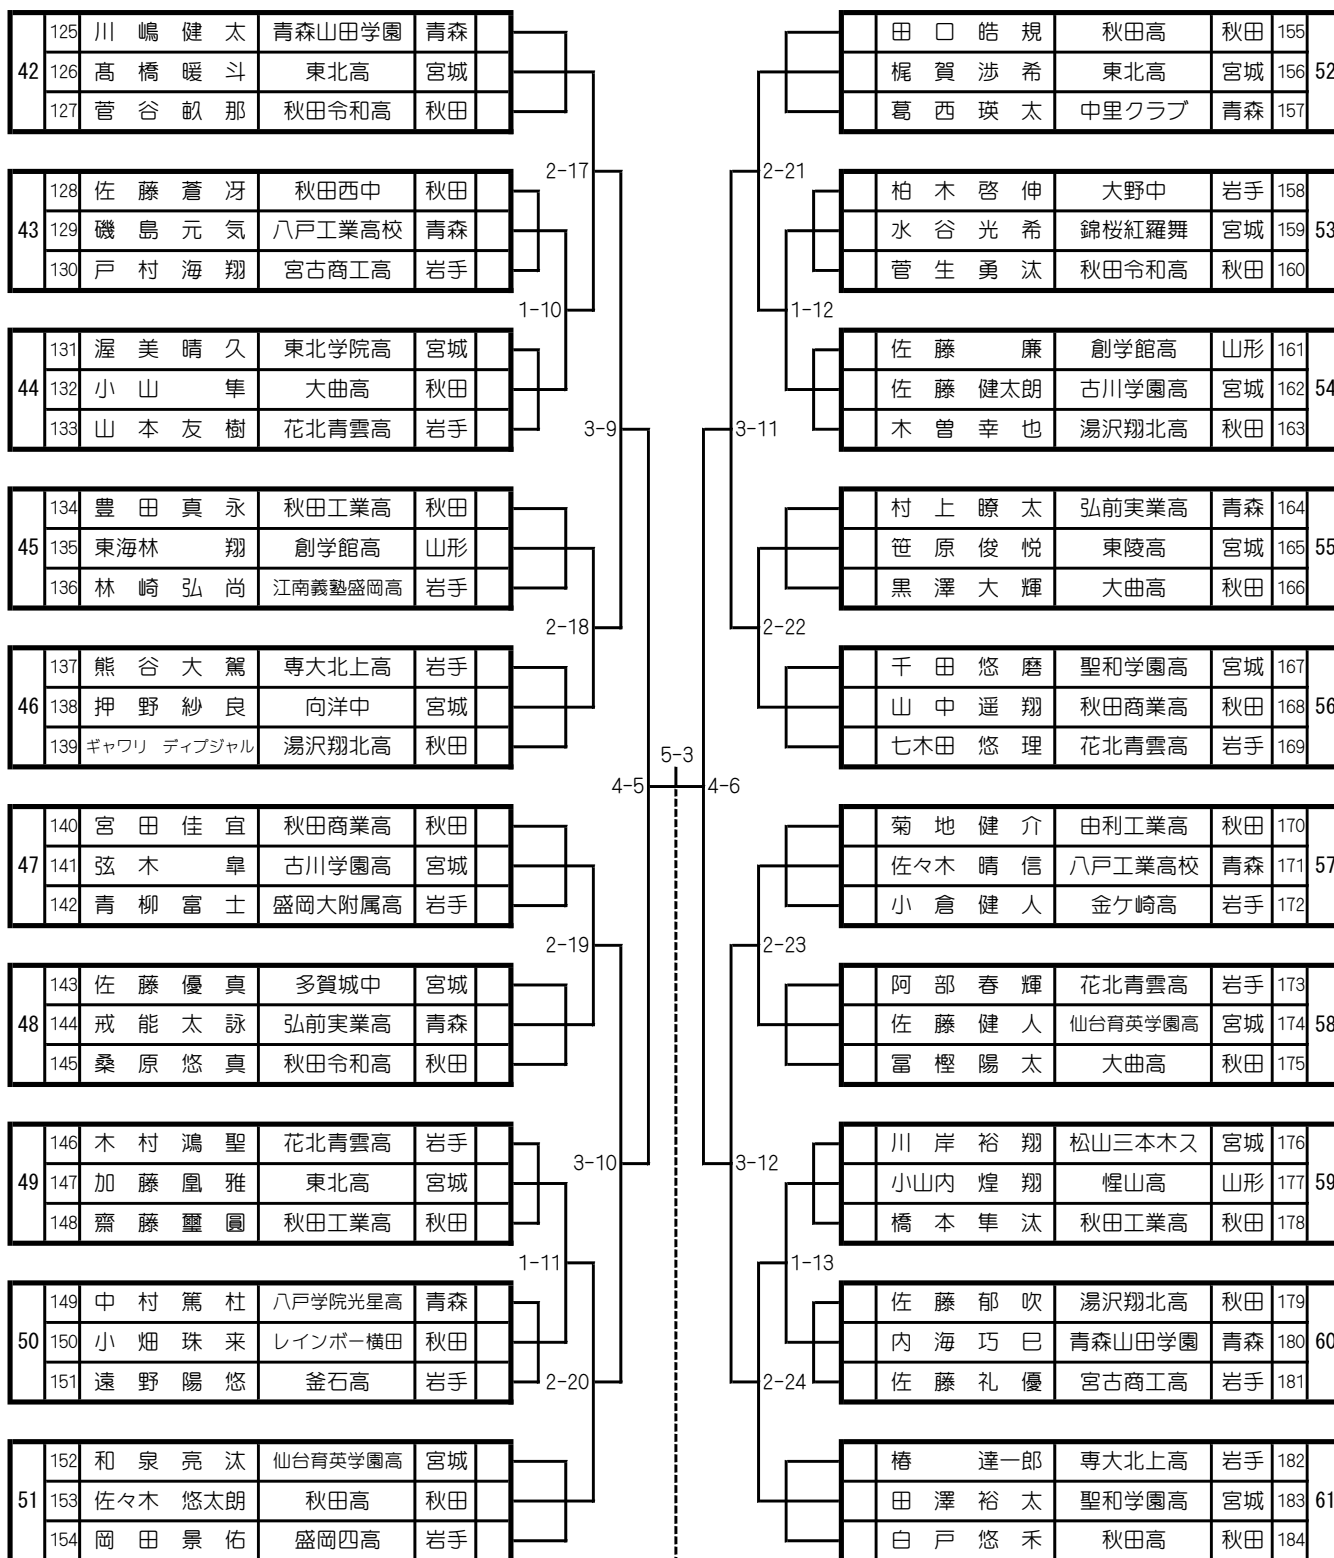 42
125 川嶋健太 青森山田学園 青森
126 髙橋暖斗 東北高 宮城
127 菅谷畝那 秋田令和高 秋田
2-17
43
128 佐藤蒼冴 秋田西中 秋田
129 磯島元気 八戸工業高校 青森
130 戸村海翔 宮古商工高 岩手
1-10
44
131 渥美晴久 東北学院高 宮城
132 小山隼 大曲高 秋田
133 山本友樹 花北青雲高 岩手
3-9
45
134 豊田真永 秋田工業高 秋田
135 東海林翔 創学館高 山形
136 林崎弘尚 江南義塾盛岡高 岩手
2-18
46
137 熊谷大駕 専大北上高 岩手
138 押野紗良 向洋中 宮城
139 ギャワリ ディプジャル 湯沢翔北高 秋田
4-5
47
140 宮田佳宜 秋田商業高 秋田
141 弦木皐 古川学園高 宮城
142 青柳富士 盛岡大附属高 岩手
2-19
48
143 佐藤優真 多賀城中 宮城
144 戒能太詠 弘前実業高 青森
145 桑原悠真 秋田令和高 秋田
3-10
49
146 木村鴻聖 花北青雲高 岩手
147 加藤凰雅 東北高 宮城
148 齋藤璽圓 秋田工業高 秋田
1-11
50
149 中村篤杜 八戸学院光星高 青森
150 小畑珠来 レインボー横田 秋田
151 遠野陽悠 釜石高 岩手
2-20
51
152 和泉亮汰 仙台育英学園高 宮城
153 佐々木悠太朗 秋田高 秋田
154 岡田景佑 盛岡四高 岩手
5-3
田口皓規 秋田高 秋田 155
梶賀渉希 東北高 宮城 156
葛西瑛太 中里クラブ 青森 157
52
2-21
柏木啓伸 大野中 岩手 158
水谷光希 錦桜紅羅舞 宮城 159
菅生勇汰 秋田令和高 秋田 160
53
1-12
佐藤廉 創学館高 山形 161
佐藤健太朗 古川学園高 宮城 162
木曽幸也 湯沢翔北高 秋田 163
54
3-11
村上瞭太 弘前実業高 青森 164
笹原俊悦 東陵高 宮城 165
黒澤大輝 大曲高 秋田 166
55
2-22
千田悠磨 聖和学園高 宮城 167
山中遥翔 秋田商業高 秋田 168
七木田悠理 花北青雲高 岩手 169
56
4-6
菊地健介 由利工業高 秋田 170
佐々木晴信 八戸工業高校 青森 171
小倉健人 金ケ崎高 岩手 172
57
2-23
阿部春輝 花北青雲高 岩手 173
佐藤健人 仙台育英学園高 宮城 174
冨樫陽太 大曲高 秋田 175
58
3-12
川岸裕翔 松山三本木ス 宮城 176
小山内煌翔 惺山高 山形 177
橋本隼汰 秋田工業高 秋田 178
59
1-13
佐藤郁吹 湯沢翔北高 秋田 179
内海巧巳 青森山田学園 青森 180
佐藤礼優 宮古商工高 岩手 181
60
2-24
椿達一郎 専大北上高 岩手 182
田澤裕太 聖和学園高 宮城 183
白戸悠禾 秋田高 秋田 184
61